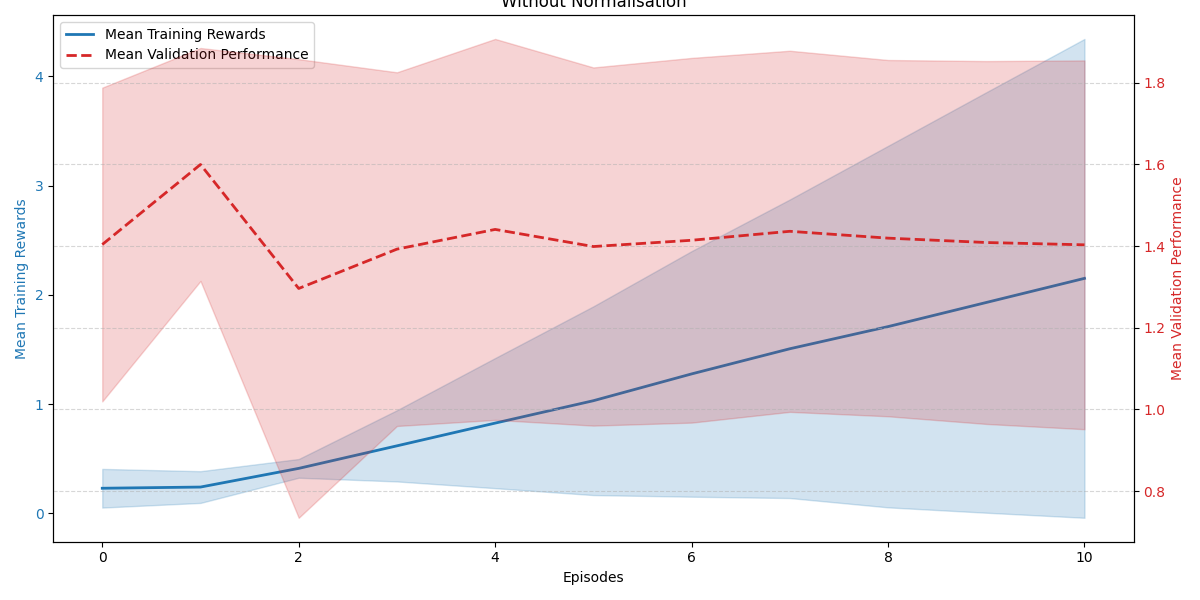 Without Normalisation
Mean Training Rewards
Mean Validation Performance
4
3
2
1
0
Mean Training Rewards
1.8
1.6
1.4
1.2
1.0
0.8
Mean Validation Performance
0 2 4 6 8 10
Episodes